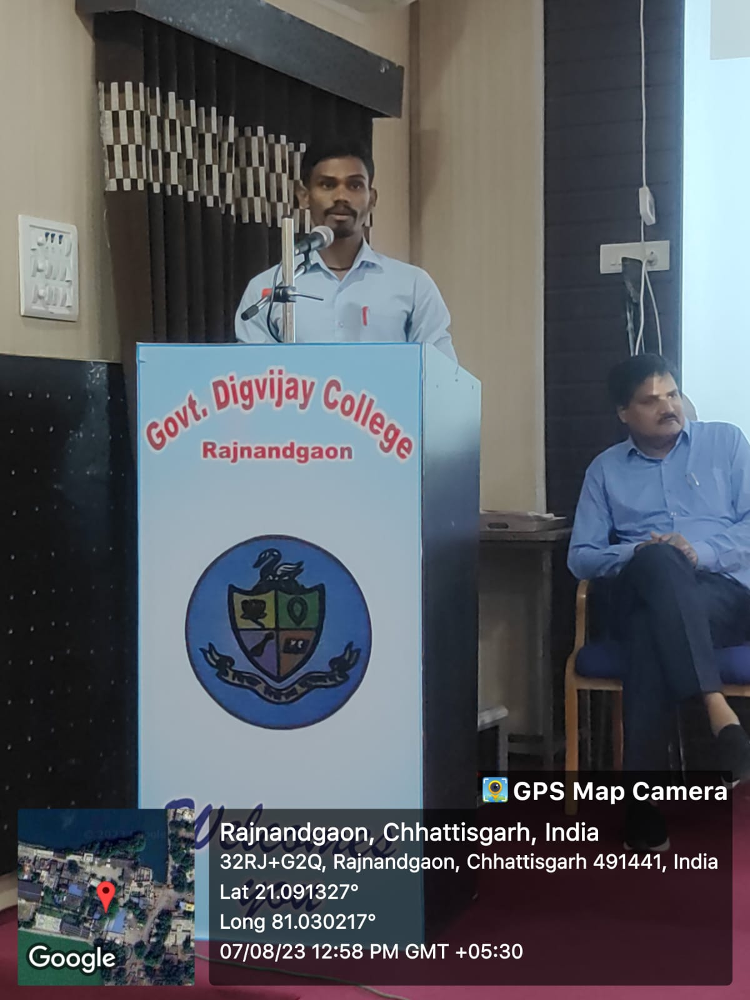 Govt. Digvijay College
Rajnandgaon
Welcomes
you
GPS Map Camera
Rajnandgaon, Chhattisgarh, India
32RJ+G2Q, Rajnandgaon, Chhattisgarh 491441, India
Lat 21.091327°
Long 81.030217°
07/08/23 12:58 PM GMT +05:30
Google